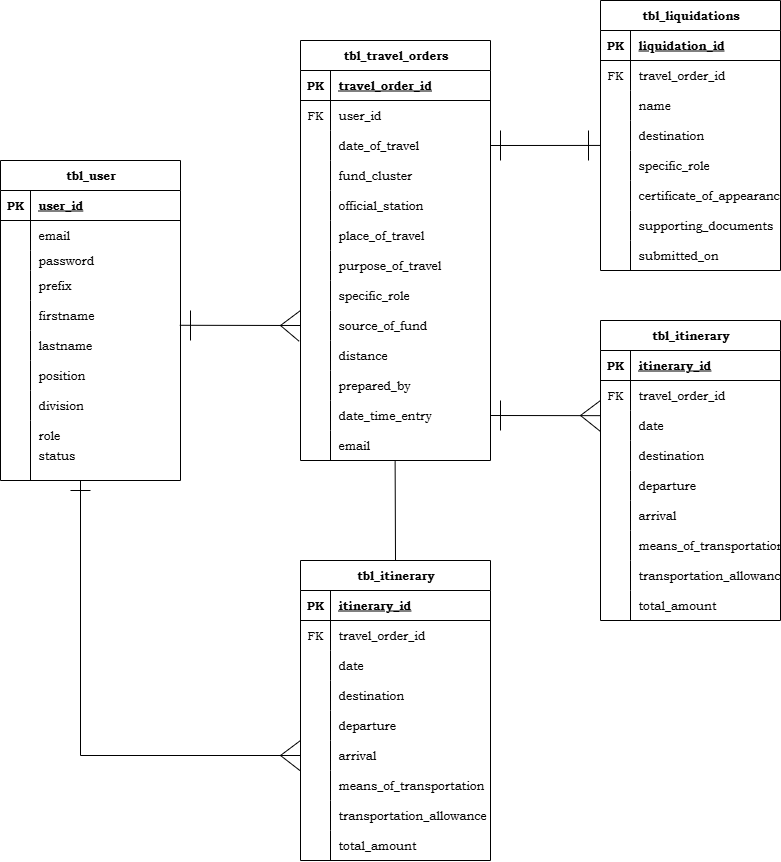 tbl_liquidations
PK liquidation_id
FK travel_order_id
name
destination
specific_role
certificate_of_appearanc
supporting_documents
submitted_on
tbl_travel_orders
PK travel_order_id
FK user_id
date_of_travel
fund_cluster
official_station
place_of_travel
purpose_of_travel
specific_role
source_of_fund
distance
prepared_by
date_time_entry
email
tbl_user
PK user_id
email
password
prefix
firstname
lastname
position
division
role
status
tbl_itinerary
PK itinerary_id
FK travel_order_id
date
destination
departure
arrival
means_of_transportation
transportation_allowanc
total_amount
tbl_itinerary
PK itinerary_id
FK travel_order_id
date
destination
departure
arrival
means_of_transportation
transportation_allowance
total_amount